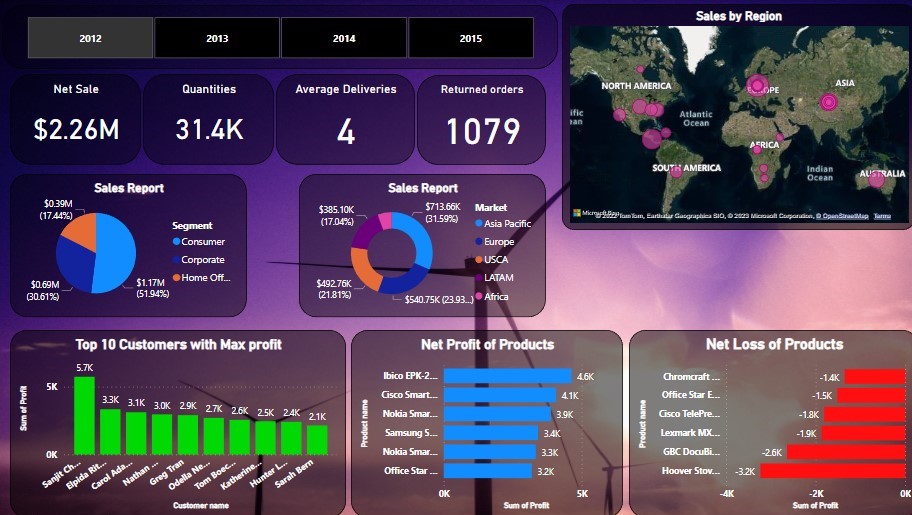 2012
2013
2014
2015
Net Sale
$2.26M
Quantities
31.4K
Average Deliveries
4
Returned orders
1079
Sales by Region
NORTH AMERICA
EUROPE
ASIA
Atlantic
Ocean
AFRICA
SOUTH AMERICA
Indian
Ocean
AUSTRALIA
© 2023 TomTom, Earthstar Geographics SIO, © 2023 Microsoft Corporation, © OpenStreetMap Terms
Sales Report
$0.39M
(17.44%)
$0.69M
(30.61%)
$1.17M
(51.94%)
Segment
Consumer
Corporate
Home Off...
Sales Report
$385.10K
(17.04%)
$713.66K
(31.59%)
$492.76K
(21.81%)
$540.75K (23.93...)
Market
Asia Pacific
Europe
USCA
LATAM
Africa
Top 10 Customers with Max profit
Sum of Profit
5K
0K
5.7K
3.3K
3.1K
3.0K
2.9K
2.7K
2.6K
2.5K
2.4K
2.1K
Sanjit Ch...
Elpida Rit...
Carol Ada...
Nathan ...
Greg Tran
Odella Ne...
Tom Boec...
Katherine...
Hunter L...
Sarah Bern
Customer name
Net Profit of Products
Product name
Ibico EPK-2... 4.6K
Cisco Smart... 4.1K
Nokia Smar... 3.9K
Samsung S... 3.4K
Nokia Smar... 3.3K
Office Star ... 3.2K
0K 5K
Sum of Profit
Net Loss of Products
Product name
Chromcraft ... -1.4K
Office Star E... -1.5K
Cisco TelePre... -1.8K
Lexmark MX... -1.9K
GBC DocuBi... -2.6K
Hoover Stov... -3.2K
-4K -2K 0K
Sum of Profit